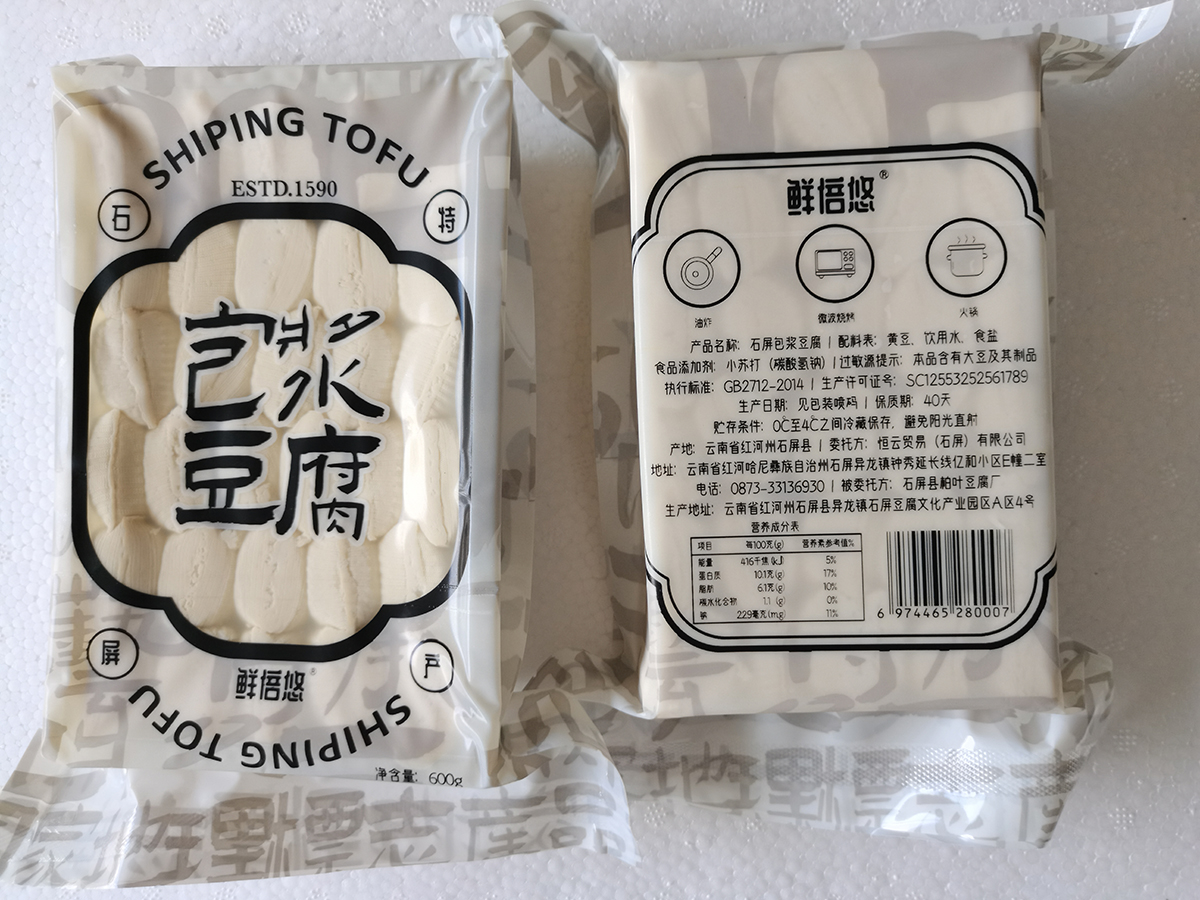 SHIPING TOFU
ESTD.1590
石 特
包浆
豆腐
屏 产
鲜倍悠®
SHIPING TOFU
净含量: 600g
地理標志産品
鲜倍悠®
油炸 微波烧烤 火锅
产品名称: 石屏包浆豆腐 | 配料表: 黄豆、饮用水、食盐
食品添加剂: 小苏打 (碳酸氢钠) | 过敏源提示: 本品含有大豆及其制品
执行标准: GB2712-2014 | 生产许可证号: SC12553252561789
生产日期: 见包装喷码 | 保质期: 40天
贮存条件: 0℃至4℃之间冷藏保存, 避免阳光直射
产地: 云南省红河州石屏县 | 委托方: 恒云贸易 (石屏) 有限公司
地址: 云南省红河哈尼彝族自治州石屏异龙镇钟秀延长线亿和小区E幢二室
电话: 0873-33136930 | 被委托方: 石屏县柏叶豆腐厂
生产地址: 云南省红河州石屏县异龙镇石屏豆腐文化产业园区A区4号
营养成分表
项目 每100克(g) 营养素参考值%
能量 416千焦(kJ) 5%
蛋白质 10.1克(g) 17%
脂肪 6.1克(g) 10%
碳水化合物 1.1 (g) 0%
钠 229毫克(mg) 11%
6 974465 280007
地理標志産